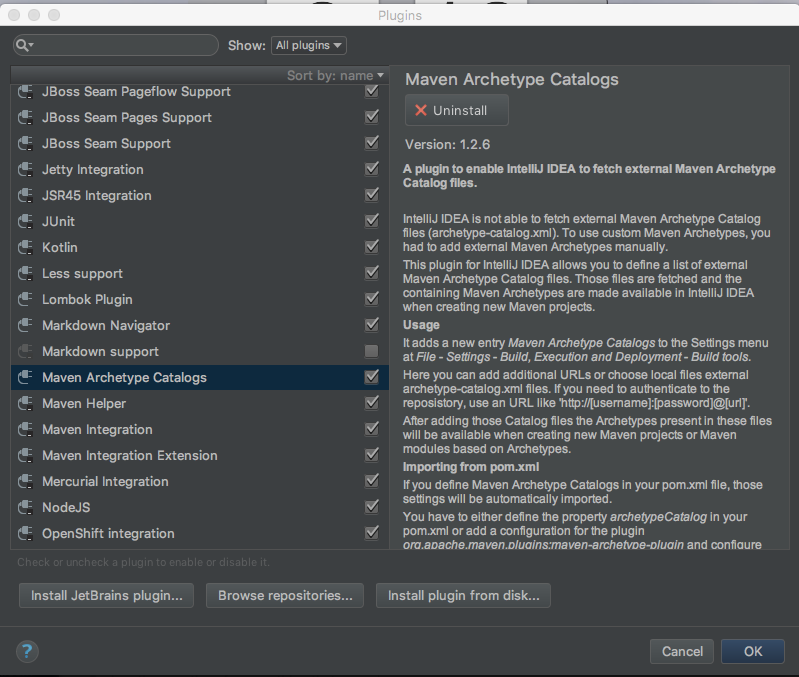 Plugins
Show: All plugins
Sort by: name
JBoss Seam Pageflow Support
JBoss Seam Pages Support
JBoss Seam Support
Jetty Integration
JSR45 Integration
JUnit
Kotlin
Less support
Lombok Plugin
Markdown Navigator
Markdown support
Maven Archetype Catalogs
Maven Helper
Maven Integration
Maven Integration Extension
Mercurial Integration
NodeJS
OpenShift integration
Maven Archetype Catalogs
Uninstall
Version: 1.2.6
A plugin to enable IntelliJ IDEA to fetch external Maven Archetype
Catalog files.
IntelliJ IDEA is not able to fetch external Maven Archetype Catalog
files (archetype-catalog.xml). To use custom Maven Archetypes, you
had to add external Maven Archetypes manually.
This plugin for IntelliJ IDEA allows you to define a list of external
Maven Archetype Catalog files. Those files are fetched and the
containing Maven Archetypes are made available in IntelliJ IDEA
when creating new Maven projects.
Usage
It adds a new entry Maven Archetype Catalogs to the Settings menu
at File - Settings - Build, Execution and Deployment - Build tools.
Here you can add additional URLs or choose local files external
archetype-catalog.xml files. If you need to authenticate to the
reposistory, use an URL like 'http://[username]:[password]@[url]'.
After adding those Catalog files the Archetypes present in these files
will be available when creating new Maven projects or Maven
modules based on Archetypes.
Importing from pom.xml
If you define Maven Archetype Catalogs in your pom.xml file, those
settings will be automatically imported.
You have to either define the property archetypeCatalog in your
pom.xml or add a configuration for the plugin
org.apache.maven.plugins:maven-archetype-plugin and configure
Check or uncheck a plugin to enable or disable it.
Install JetBrains plugin...
Browse repositories...
Install plugin from disk...
?
Cancel
OK